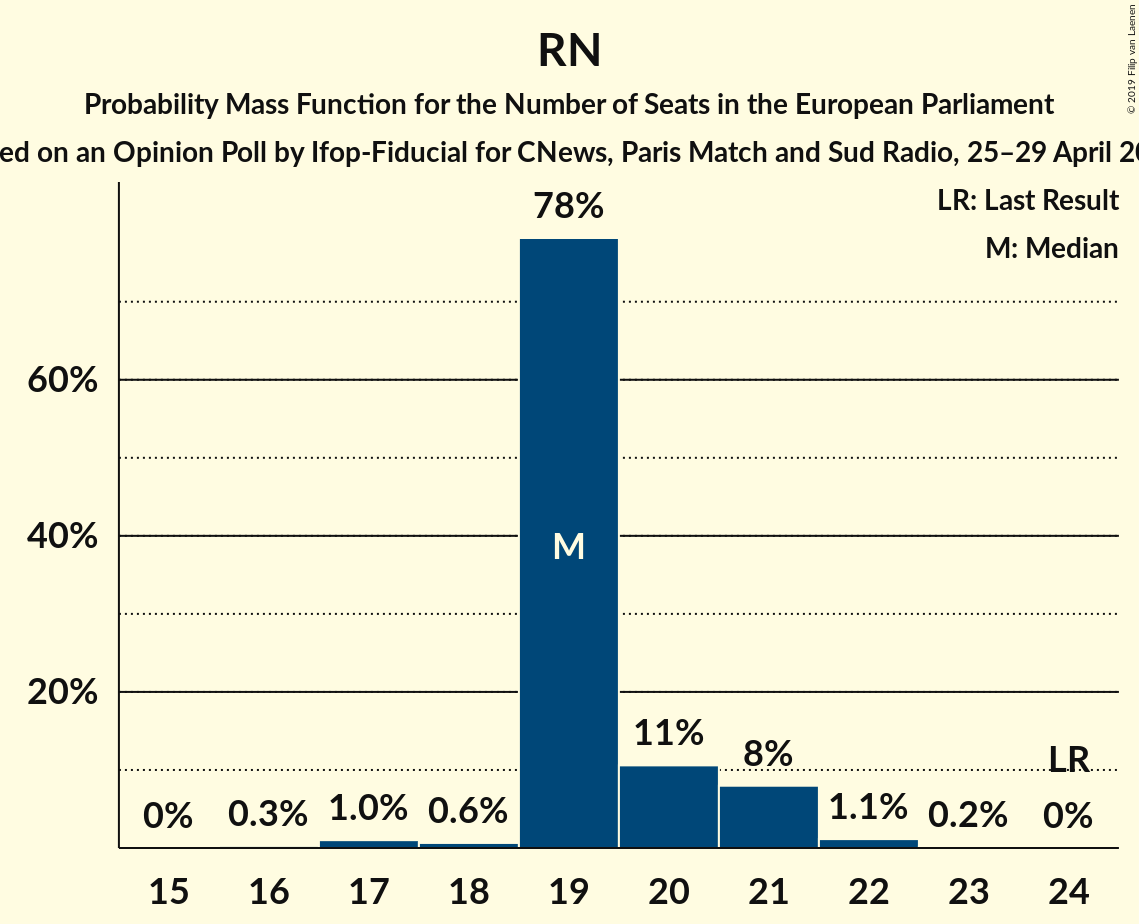 RN
Probability Mass Function for the Number of Seats in the European Parliament
ed on an Opinion Poll by Ifop-Fiducial for CNews, Paris Match and Sud Radio, 25–29 April 20
© 2019 Filip van Laenen
LR: Last Result
M: Median
78%
60%
M
40%
20%
11%
8%
LR
0%
0.3%
1.0%
0.6%
1.1%
0.2%
0%
15 16 17 18 19 20 21 22 23 24